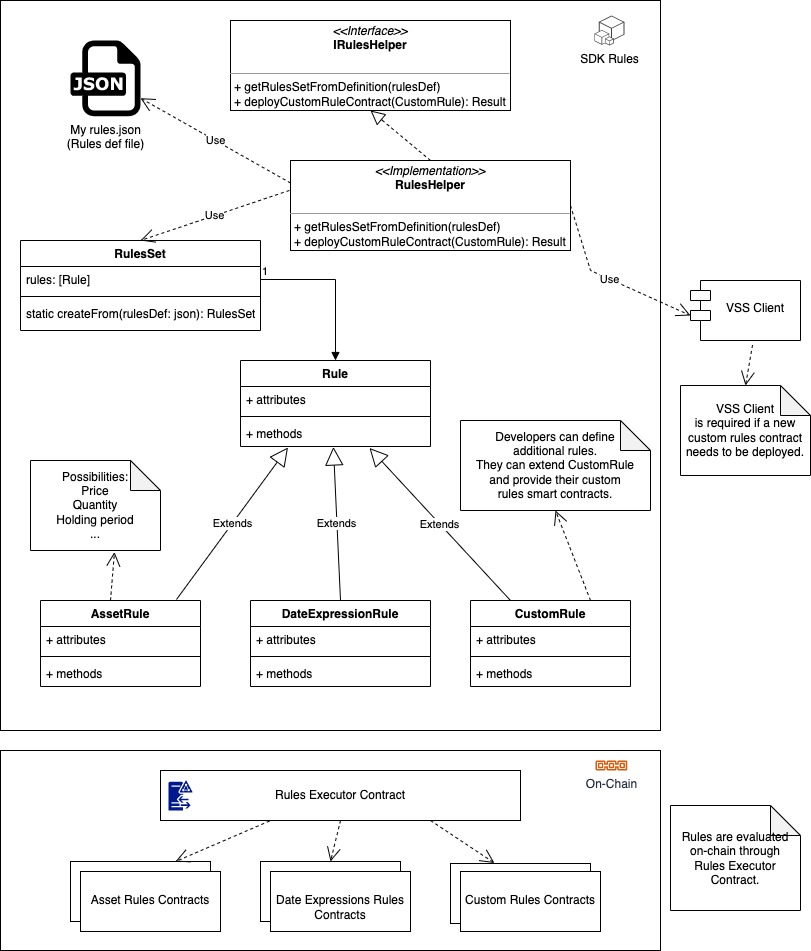 <<Interface>>
IRulesHelper
+ getRulesSetFromDefinition(rulesDef)
+ deployCustomRuleContract(CustomRule): Result
SDK Rules
JSON
My rules.json
(Rules def file)
Use
<<Implementation>>
RulesHelper
+ getRulesSetFromDefinition(rulesDef)
+ deployCustomRuleContract(CustomRule): Result
Use
RulesSet
rules: [Rule]
static createFrom(rulesDef: json): RulesSet
1
Use
VSS Client
VSS Client
is required if a new
custom rules contract
needs to be deployed.
Rule
+ attributes
+ methods
Developers can define
additional rules.
They can extend CustomRule
and provide their custom
rules smart contracts.
Possibilities:
Price
Quantity
Holding period
...
Extends
Extends
Extends
AssetRule
+ attributes
+ methods
DateExpressionRule
+ attributes
+ methods
CustomRule
+ attributes
+ methods
On-Chain
Rules Executor Contract
Asset Rules Contracts
Date Expressions Rules
Contracts
Custom Rules Contracts
Rules are evaluated
on-chain through
Rules Executor
Contract.